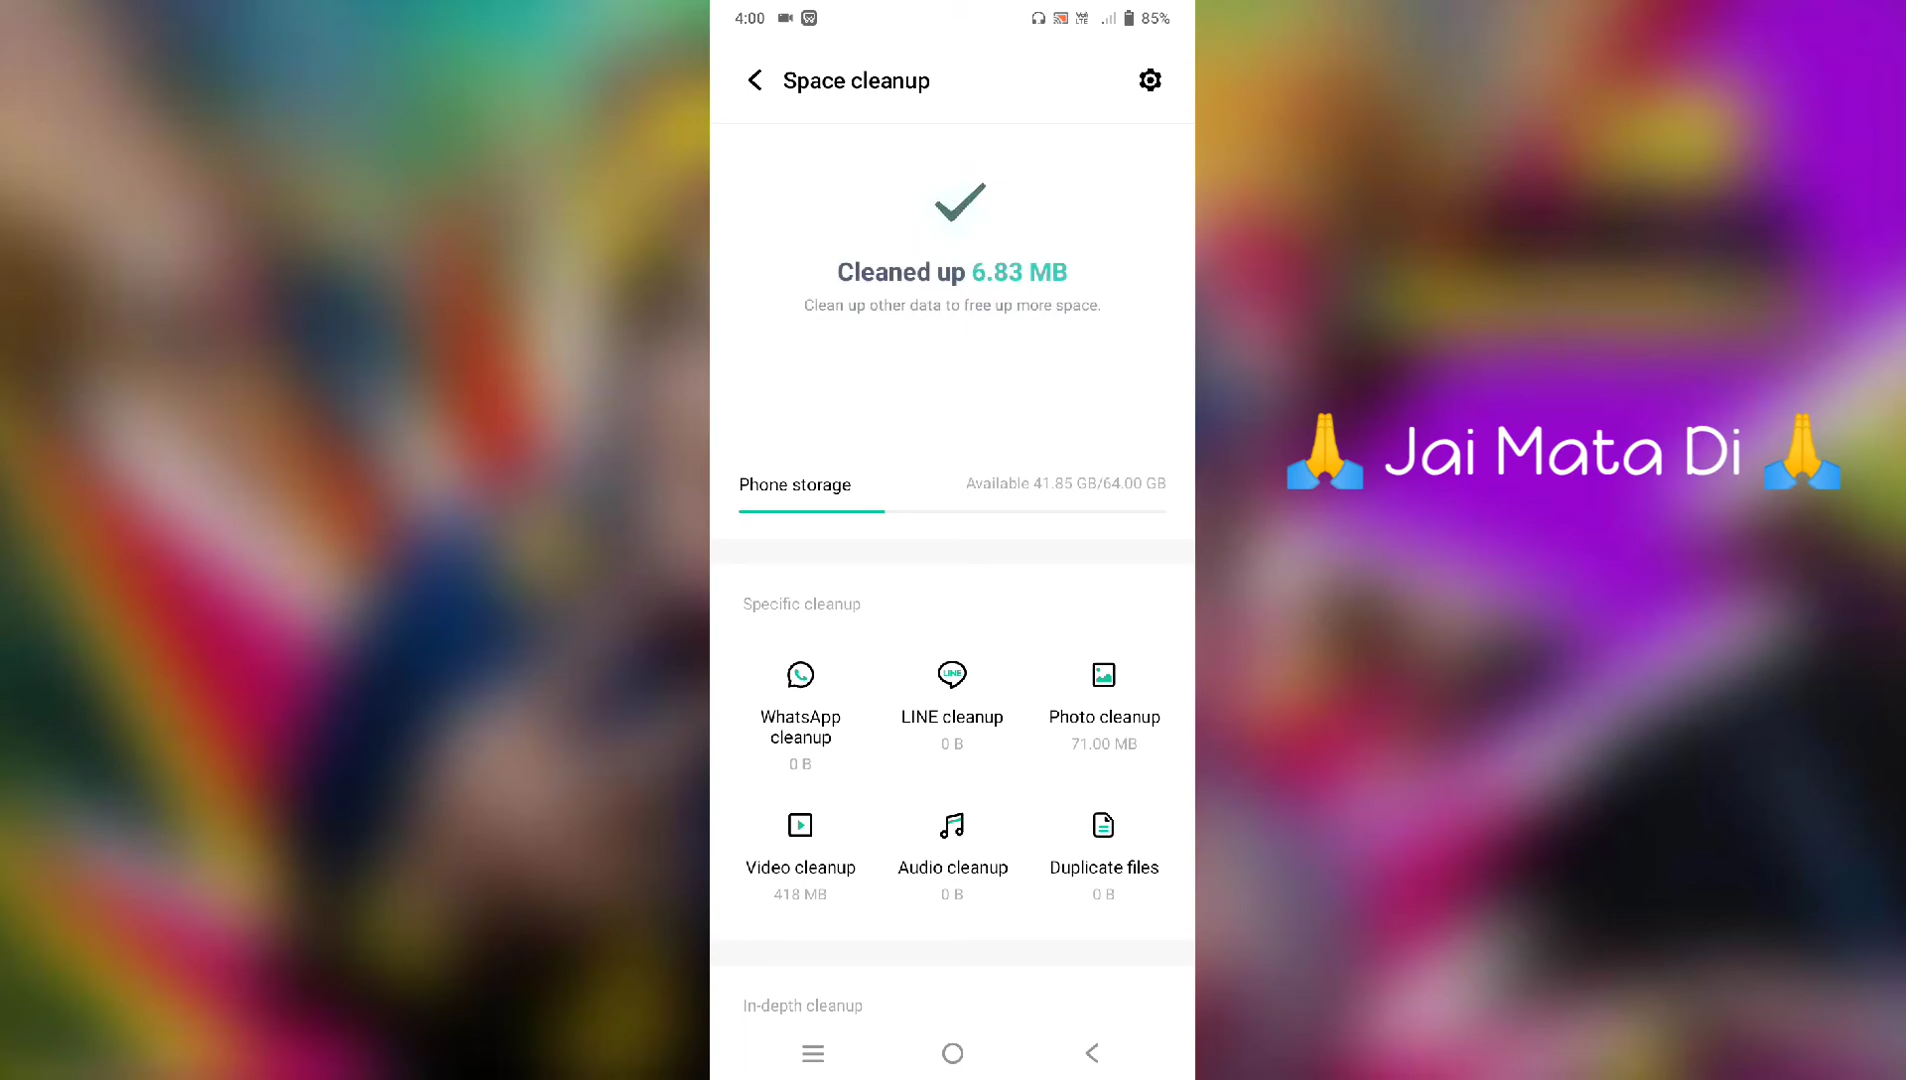 4:00
85%
Space cleanup
Cleaned up 6.83 MB
Clean up other data to free up more space.
Phone storage
Available 41.85 GB/64.00 GB
🙏 Jai Mata Di 🙏
Specific cleanup
WhatsApp
cleanup
0 B
LINE
LINE cleanup
0 B
Photo cleanup
71.00 MB
Video cleanup
418 MB
Audio cleanup
0 B
Duplicate files
0 B
In-depth cleanup